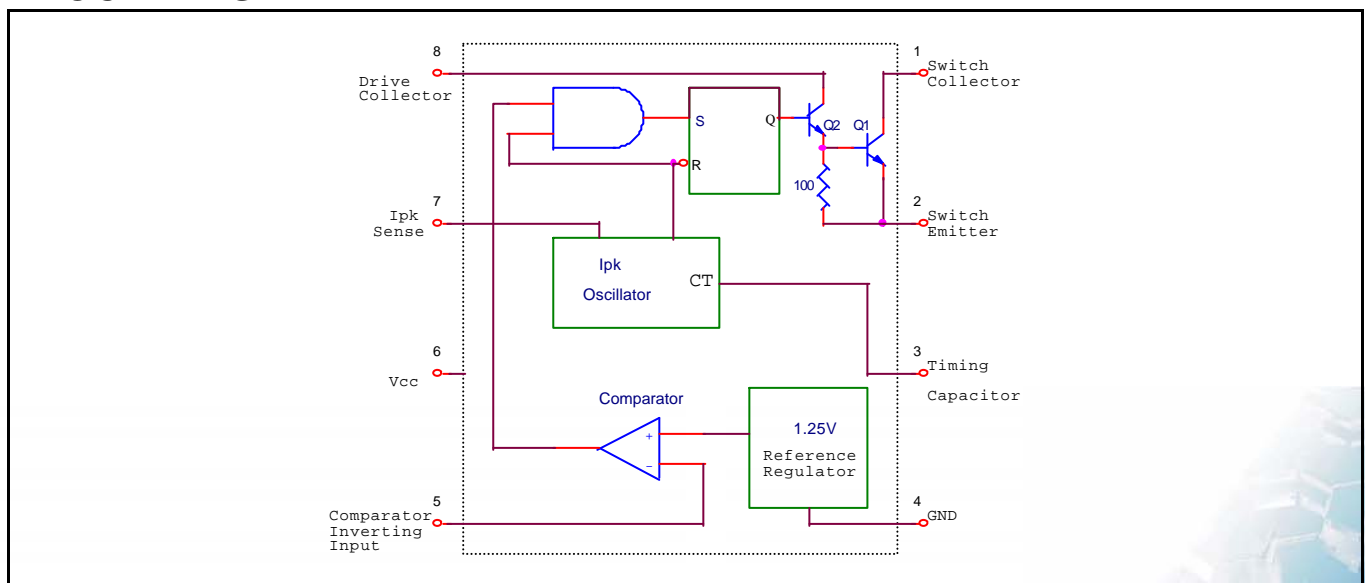 8
Drive
Collector
1
Switch
Collector
S
Q
R
Q2
Q1
100
7
Ipk
Sense
2
Switch
Emitter
Ipk
Oscillator
CT
6
Vcc
3
Timing
Capacitor
Comparator
+
−
1.25V
Reference
Regulator
5
Comparator
Inverting
Input
4
GND